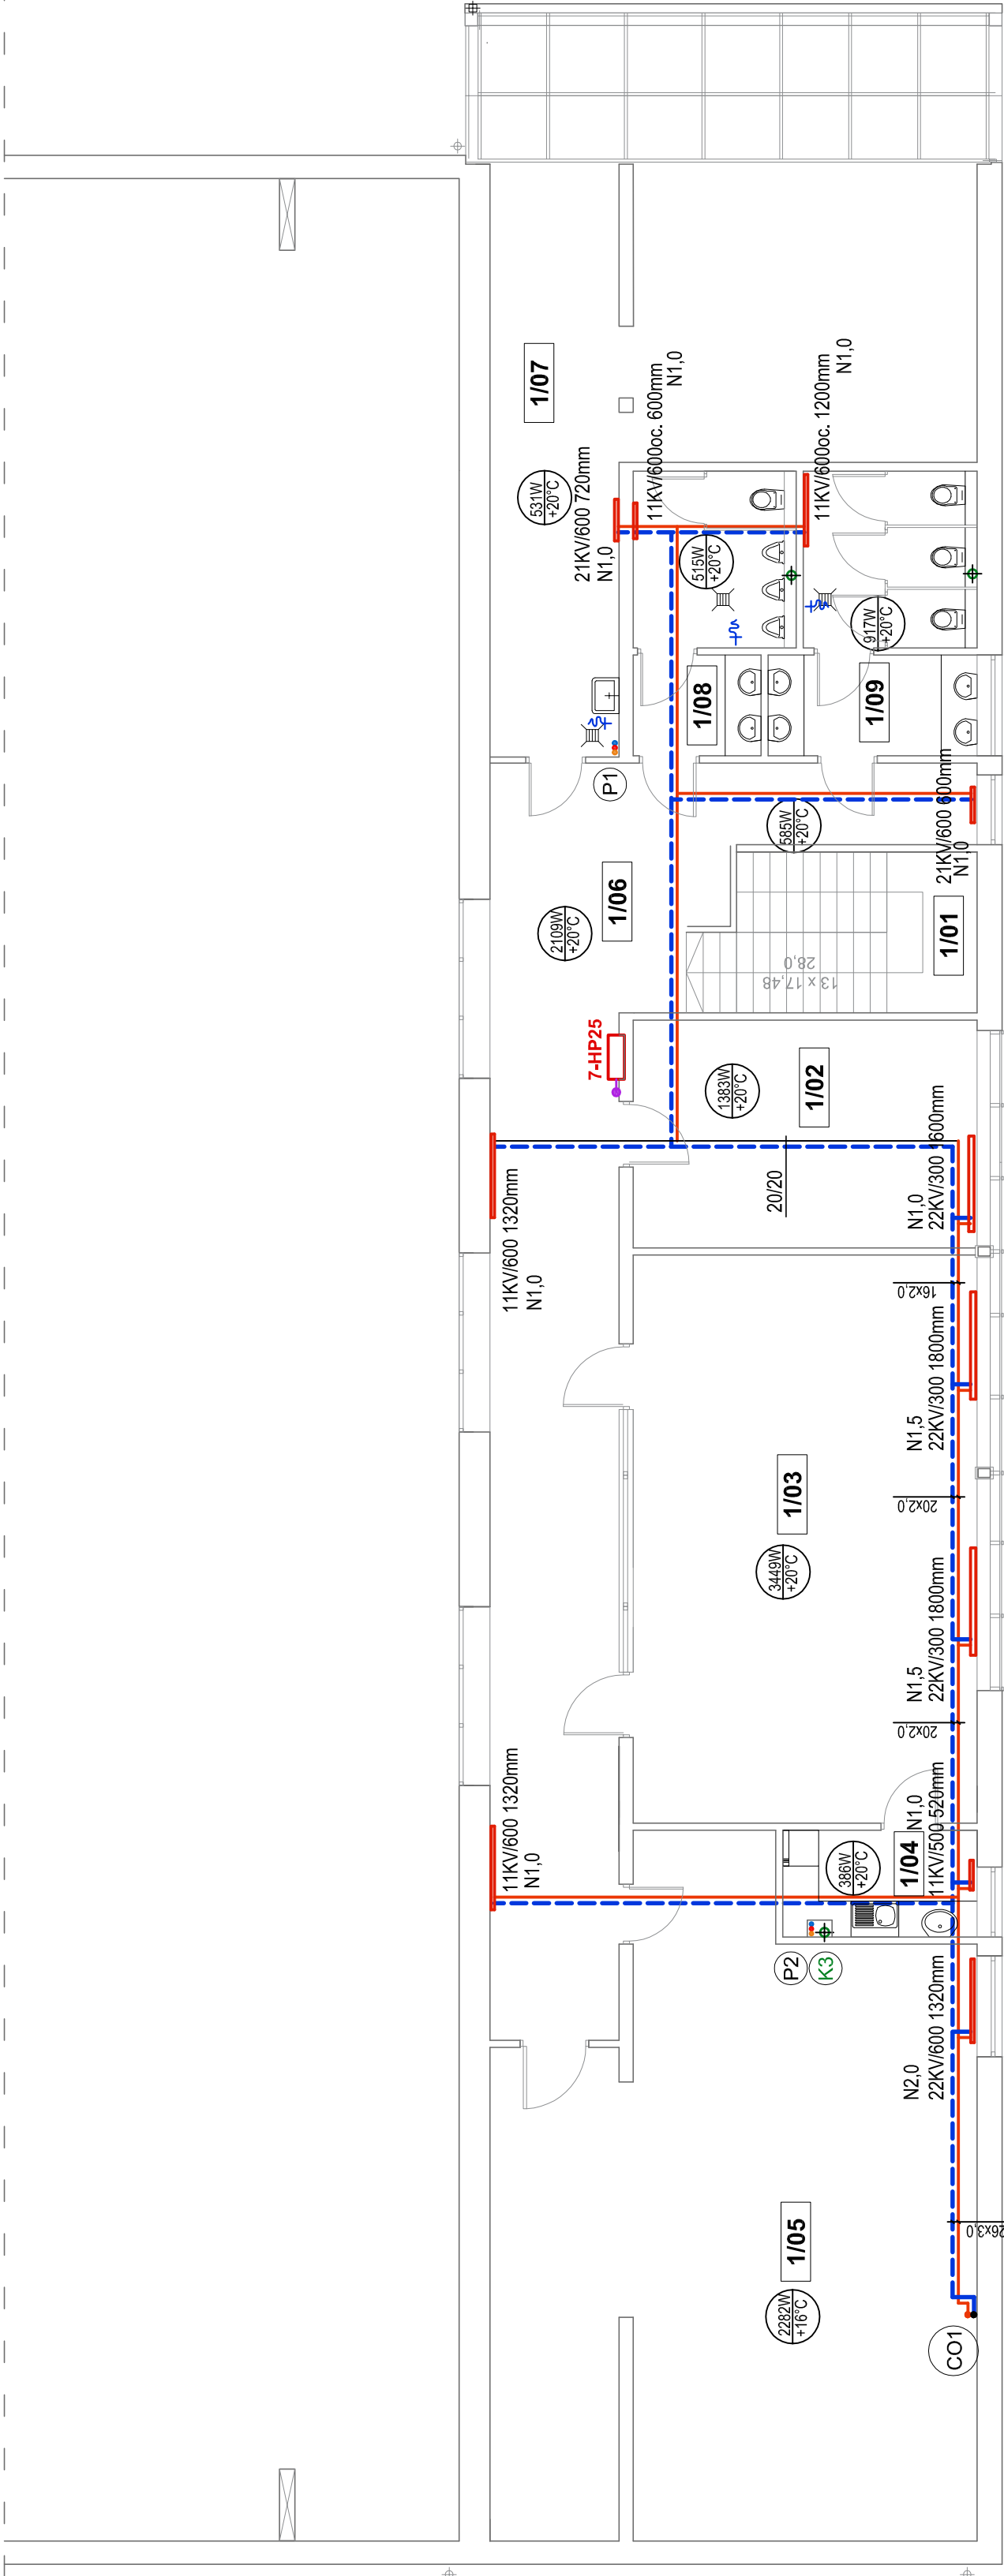 1/07
531W
+20°C
21KV/600 720mm
N1,0
11KV/600oc. 600mm
N1,0
11KV/600oc. 1200mm
N1,0
515W
+20°C
917W
+20°C
1/08
1/09
P1
585W
+20°C
21KV/600 600mm
N1,0
2109W
+20°C
1/06
1/01
13 x 17,48
28,0
7-HP25
1383W
+20°C
1/02
20/20
11KV/600 1320mm
N1,0
N1,0
22KV/300 1600mm
16x2,0
N1,5
22KV/300 1800mm
20x2,0
1/03
3449W
+20°C
N1,5
22KV/300 1800mm
20x2,0
11KV/600 1320mm
N1,0
N1,0
11KV/500 520mm
386W
+20°C
1/04
P2
K3
N2,0
22KV/600 1320mm
1/05
2282W
+16°C
26x3,0
CO1